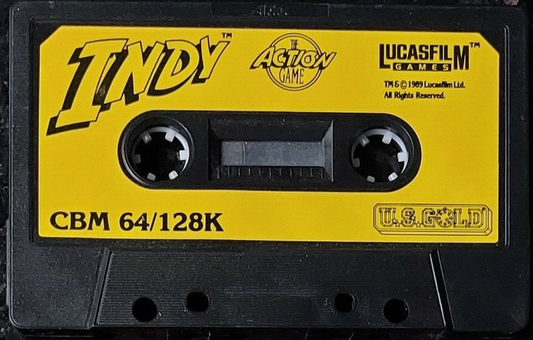 INDY™
THE
ACTION
GAME
LUCASFILM™
GAMES
TM & © 1989 Lucasfilm Ltd.
All Rights Reserved.
CBM 64/128K
U.S. GOLD